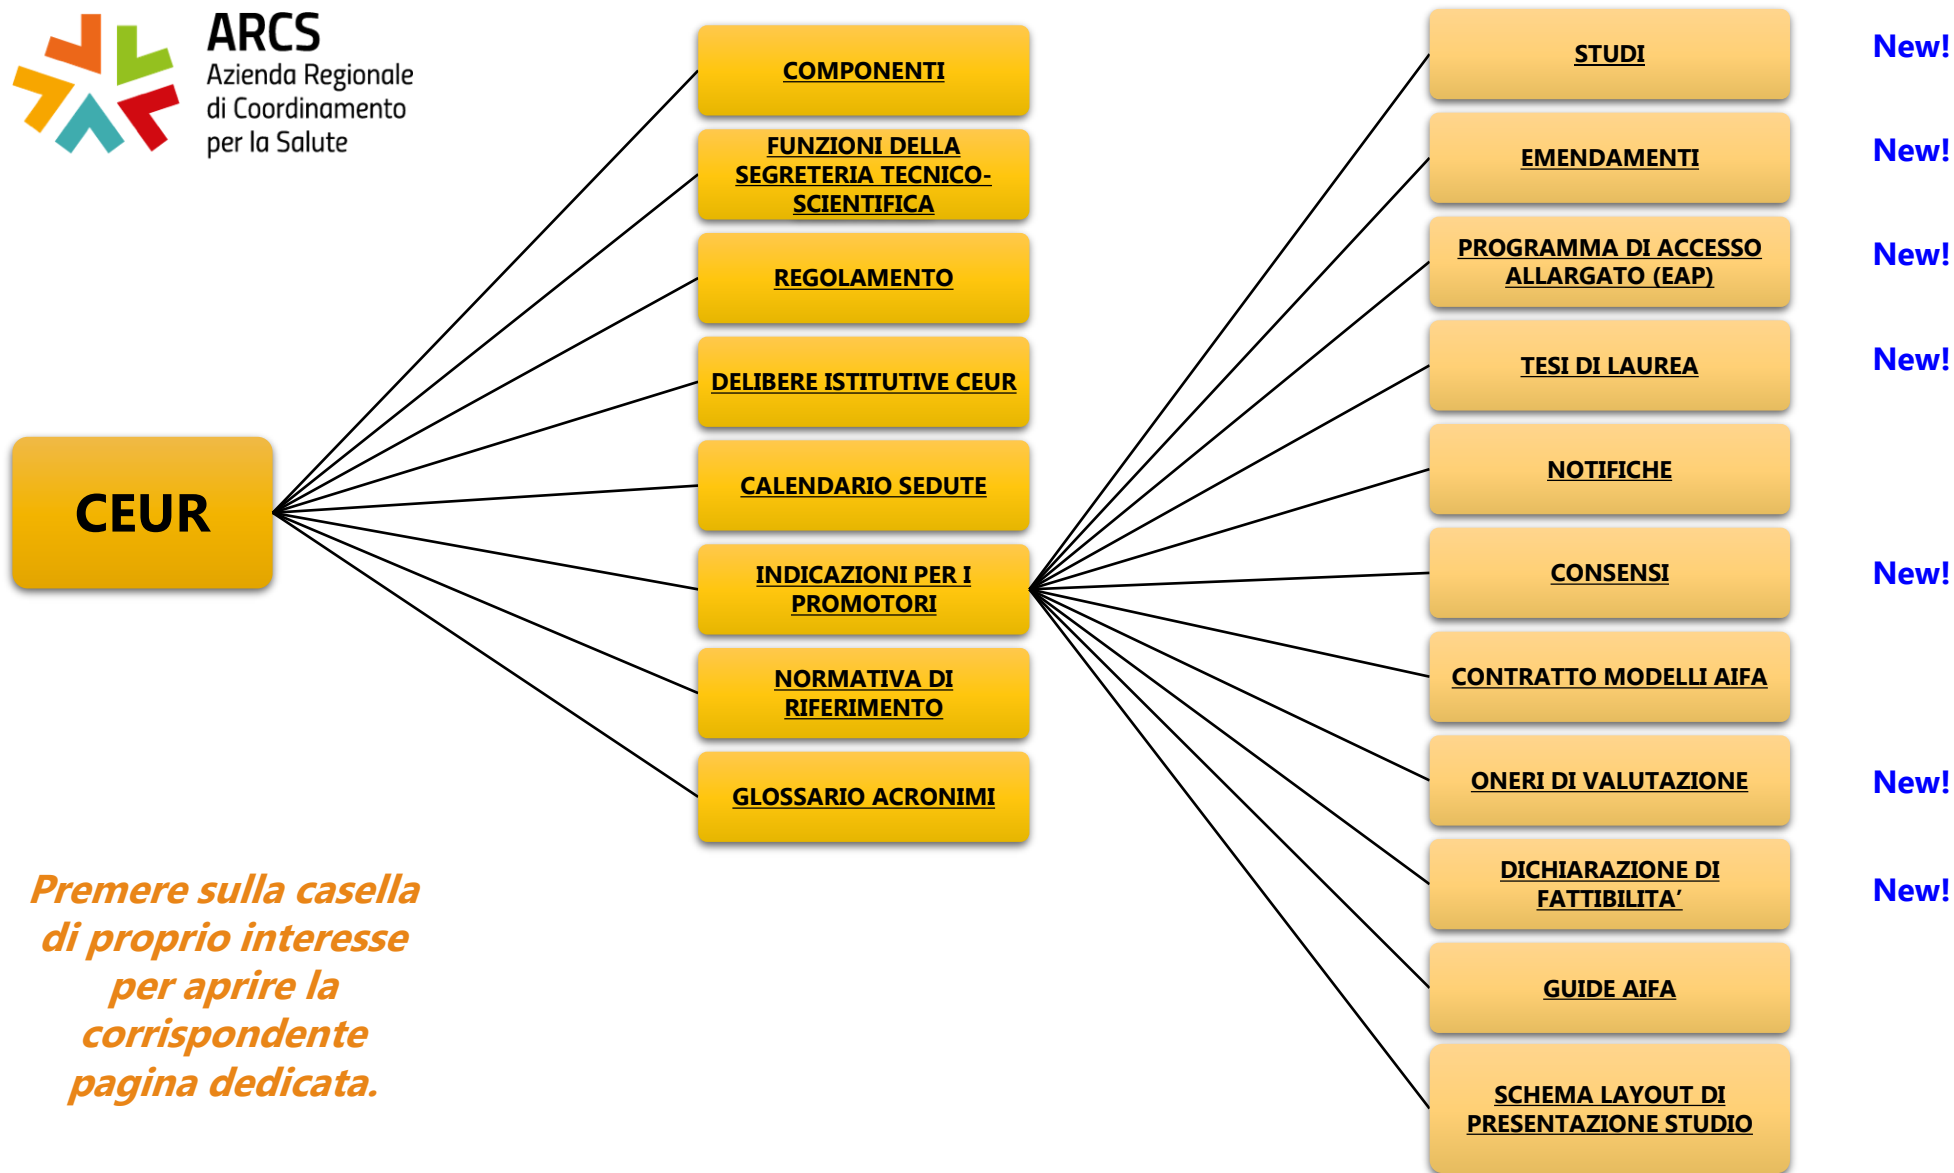 ARCS
Azienda Regionale
di Coordinamento
per la Salute
CEUR
Premere sulla casella
di proprio interesse
per aprire la
corrispondente
pagina dedicata.
COMPONENTI
FUNZIONI DELLA
SEGRETERIA TECNICO-
SCIENTIFICA
REGOLAMENTO
DELIBERE ISTITUTIVE CEUR
CALENDARIO SEDUTE
INDICAZIONI PER I
PROMOTORI
NORMATIVA DI
RIFERIMENTO
GLOSSARIO ACRONIMI
STUDI
New!
EMENDAMENTI
New!
PROGRAMMA DI ACCESSO
ALLARGATO (EAP)
New!
TESI DI LAUREA
New!
NOTIFICHE
CONSENSI
New!
CONTRATTO MODELLI AIFA
ONERI DI VALUTAZIONE
New!
DICHIARAZIONE DI
FATTIBILITA’
New!
GUIDE AIFA
SCHEMA LAYOUT DI
PRESENTAZIONE STUDIO